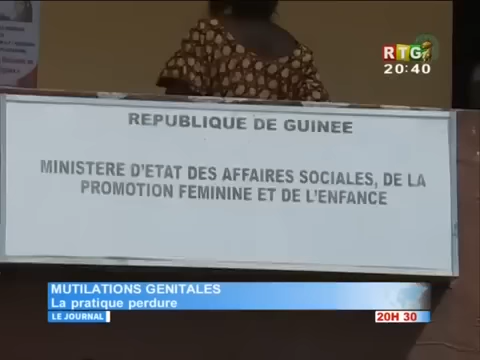 RTG
20:40
REPUBLIQUE DE GUINEE
MINISTERE D'ETAT DES AFFAIRES SOCIALES, DE LA
PROMOTION FEMININE ET DE L'ENFANCE
MUTILATIONS GENITALES
La pratique perdure
LE JOURNAL
20H 30